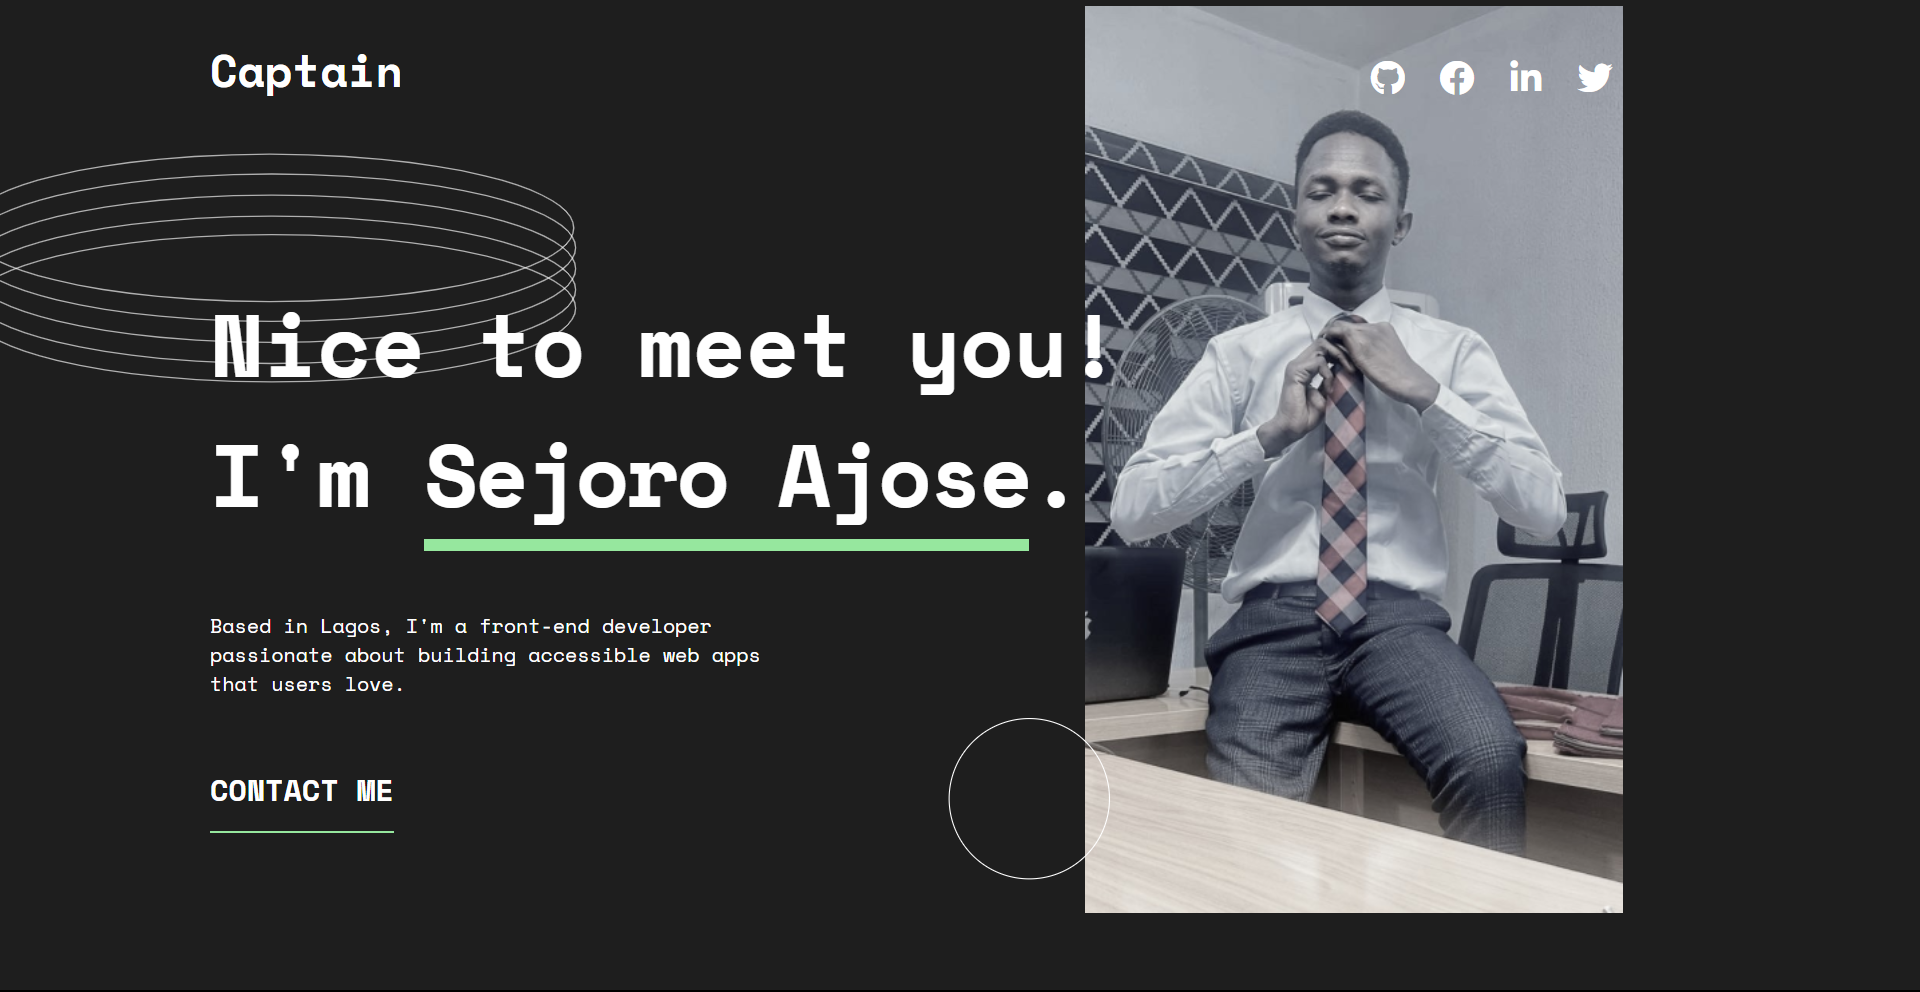 Captain
Nice to meet you!
I'm Sejoro Ajose.
Based in Lagos, I'm a front-end developer
passionate about building accessible web apps
that users love.
CONTACT ME